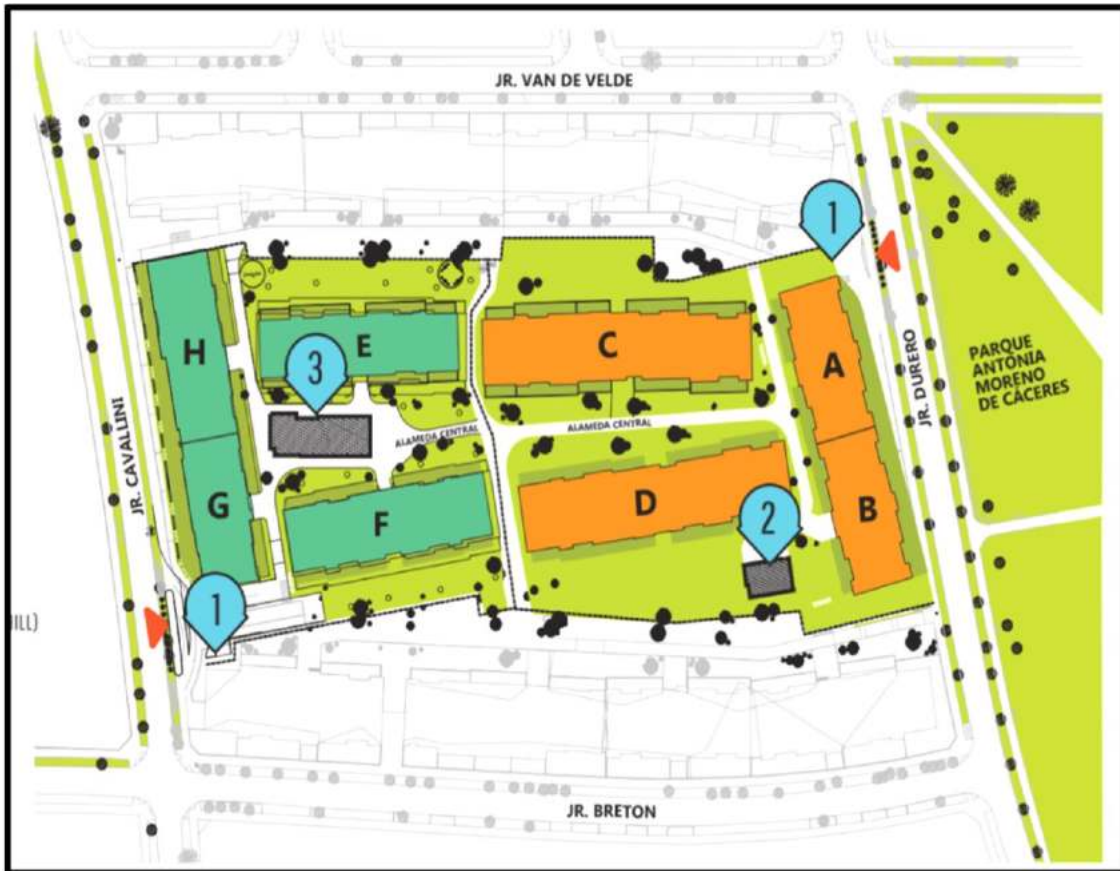 JR. VAN DE VELDE
1
H
E
3
C
A
JR. DURERO
PARQUE
ANTONIA
MORENO
DE CÁCERES
JR. CAVALLINI
ALAMEDA CENTRAL
ALAMEDA CENTRAL
G
F
D
2
B
1
ILL)
JR. BRETON